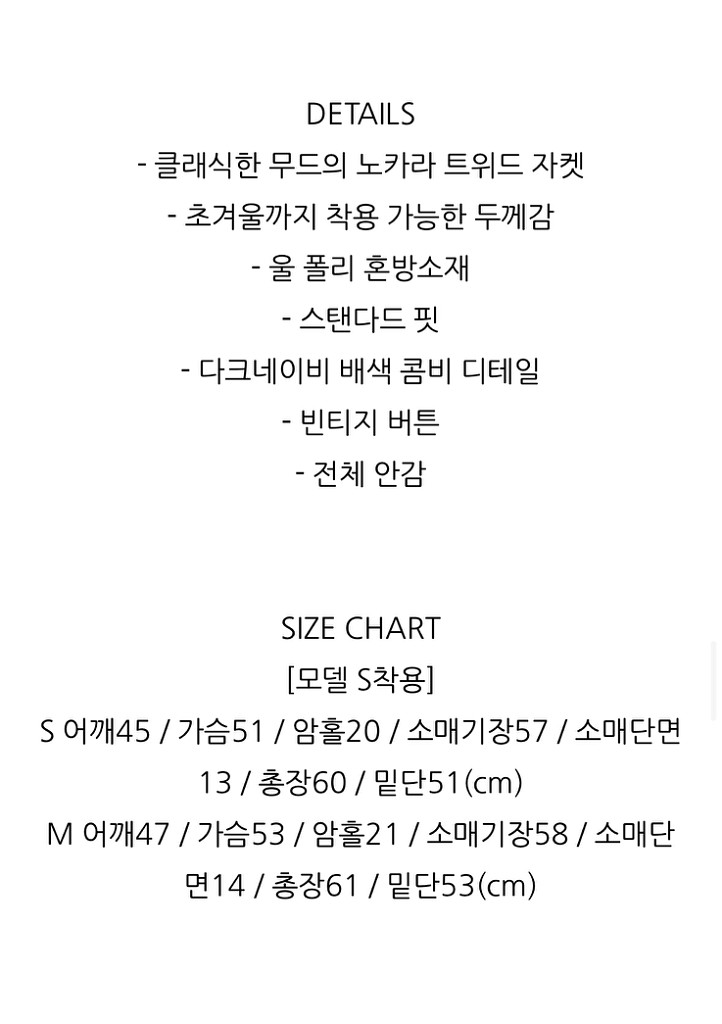 DETAILS
- 클래식한 무드의 노카라 트위드 자켓
- 초겨울까지 착용 가능한 두께감
- 울 폴리 혼방소재
- 스탠다드 핏
- 다크네이비 배색 콤비 디테일
- 빈티지 버튼
- 전체 안감
SIZE CHART
[모델 S착용]
S 어깨45 / 가슴51 / 암홀20 / 소매기장57 / 소매단면
13 / 총장60 / 밑단51(cm)
M 어깨47 / 가슴53 / 암홀21 / 소매기장58 / 소매단
면14 / 총장61 / 밑단53(cm)